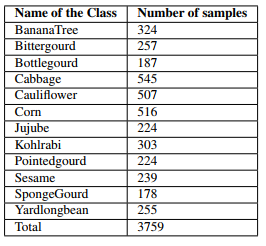 Name of the Class Number of samples
BananaTree 324
Bittergourd 257
Bottlegourd 187
Cabbage 545
Cauliflower 507
Corn 516
Jujube 224
Kohlrabi 303
Pointedgourd 224
Sesame 239
SpongeGourd 178
Yardlongbean 255
Total 3759